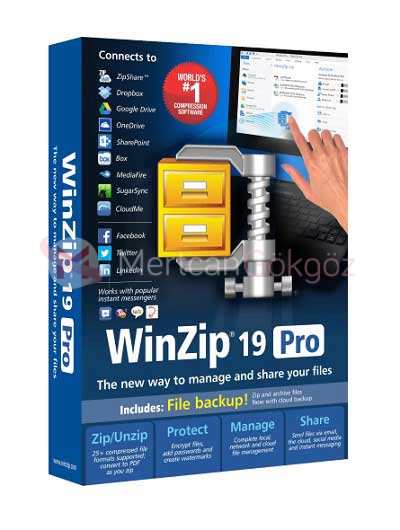 Connects to
ZipShare™
Dropbox
Google Drive
OneDrive
SharePoint
Box
MediaFire
SugarSync
CloudMe
Facebook
Twitter
LinkedIn
Works with popular
instant messengers
WORLD'S
#1
COMPRESSION
SOFTWARE
MertcanGökgöz
WinZip® 19 Pro
The new way to manage and share your files
Includes: File backup!
Zip and archive files
Now with cloud backup
Zip/Unzip
25+ compressed file
formats supported;
convert to PDF
as you zip
Protect
Encrypt files,
add passwords and
create watermarks
Manage
Complete local,
network and cloud
file management
Share
Send files via email,
the cloud, social media
and instant messaging
WinZip 19 Pro
The new way to manage and share your files
www.winzip.com